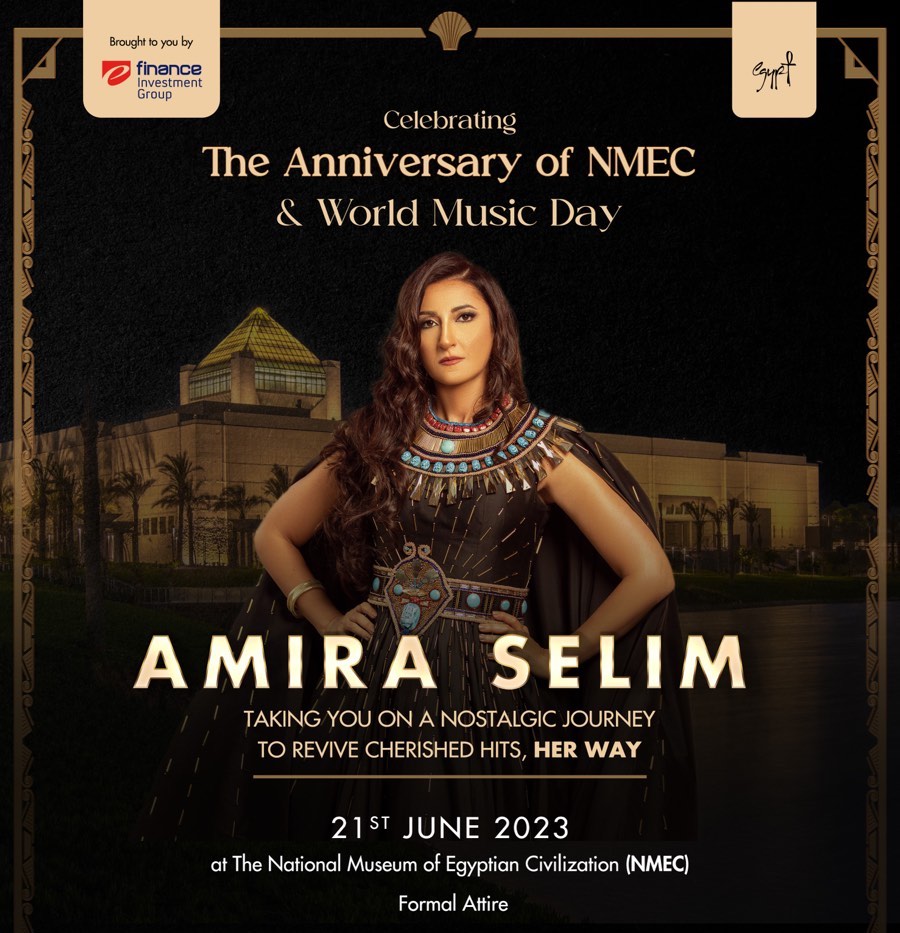 Brought to you by
finance
Investment
Group
egypt
Celebrating
The Anniversary of NMEC
& World Music Day
AMIRA SELIM
TAKING YOU ON A NOSTALGIC JOURNEY
TO REVIVE CHERISHED HITS, HER WAY
21ST JUNE 2023
at The National Museum of Egyptian Civilization (NMEC)
Formal Attire